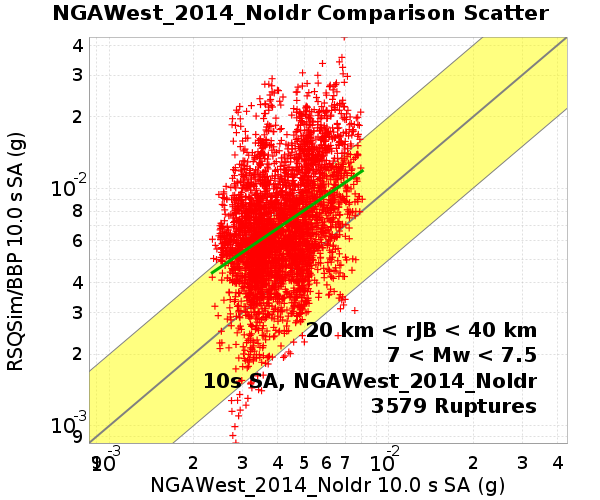 NGAWest_2014_NoIdr Comparison Scatter
RSQSim/BBP 10.0 s SA (g)
4
3
2
10-2
8
6
4
3
2
10-3
9
20 km < rJB < 40 km
7 < Mw < 7.5
10s SA, NGAWest_2014_NoIdr
3579 Ruptures
9 10-3 2 3 4 5 6 7 10-2 2 3 4
NGAWest_2014_NoIdr 10.0 s SA (g)